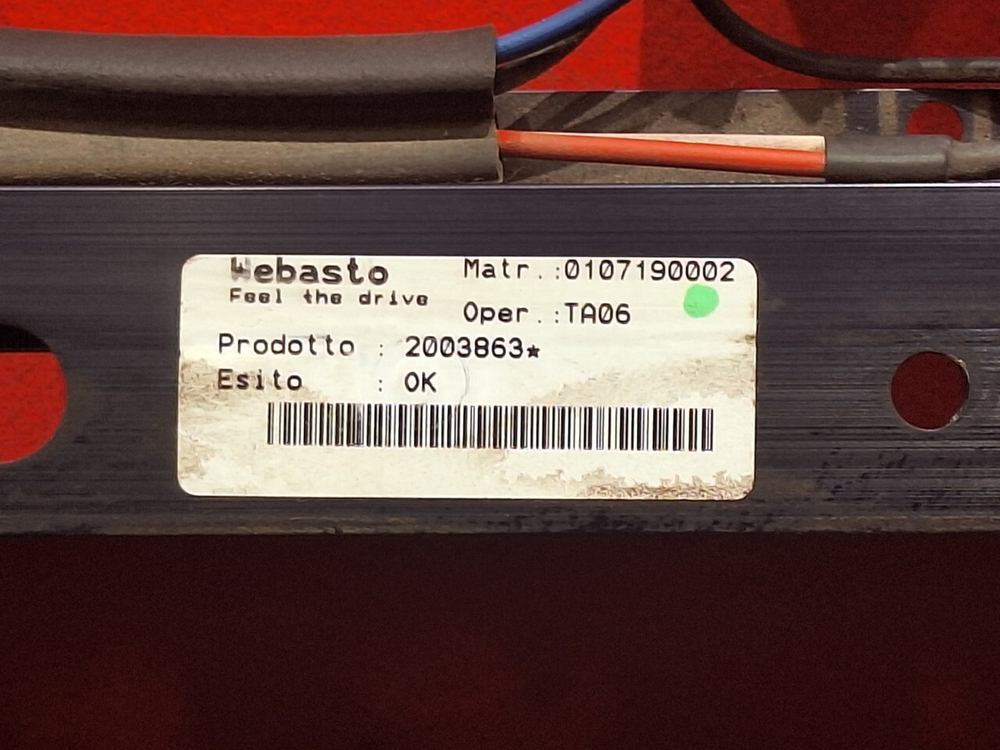 Webasto
Feel the drive
Matr.:0107190002
Oper.:TA06
Prodotto : 2003863*
Esito : OK